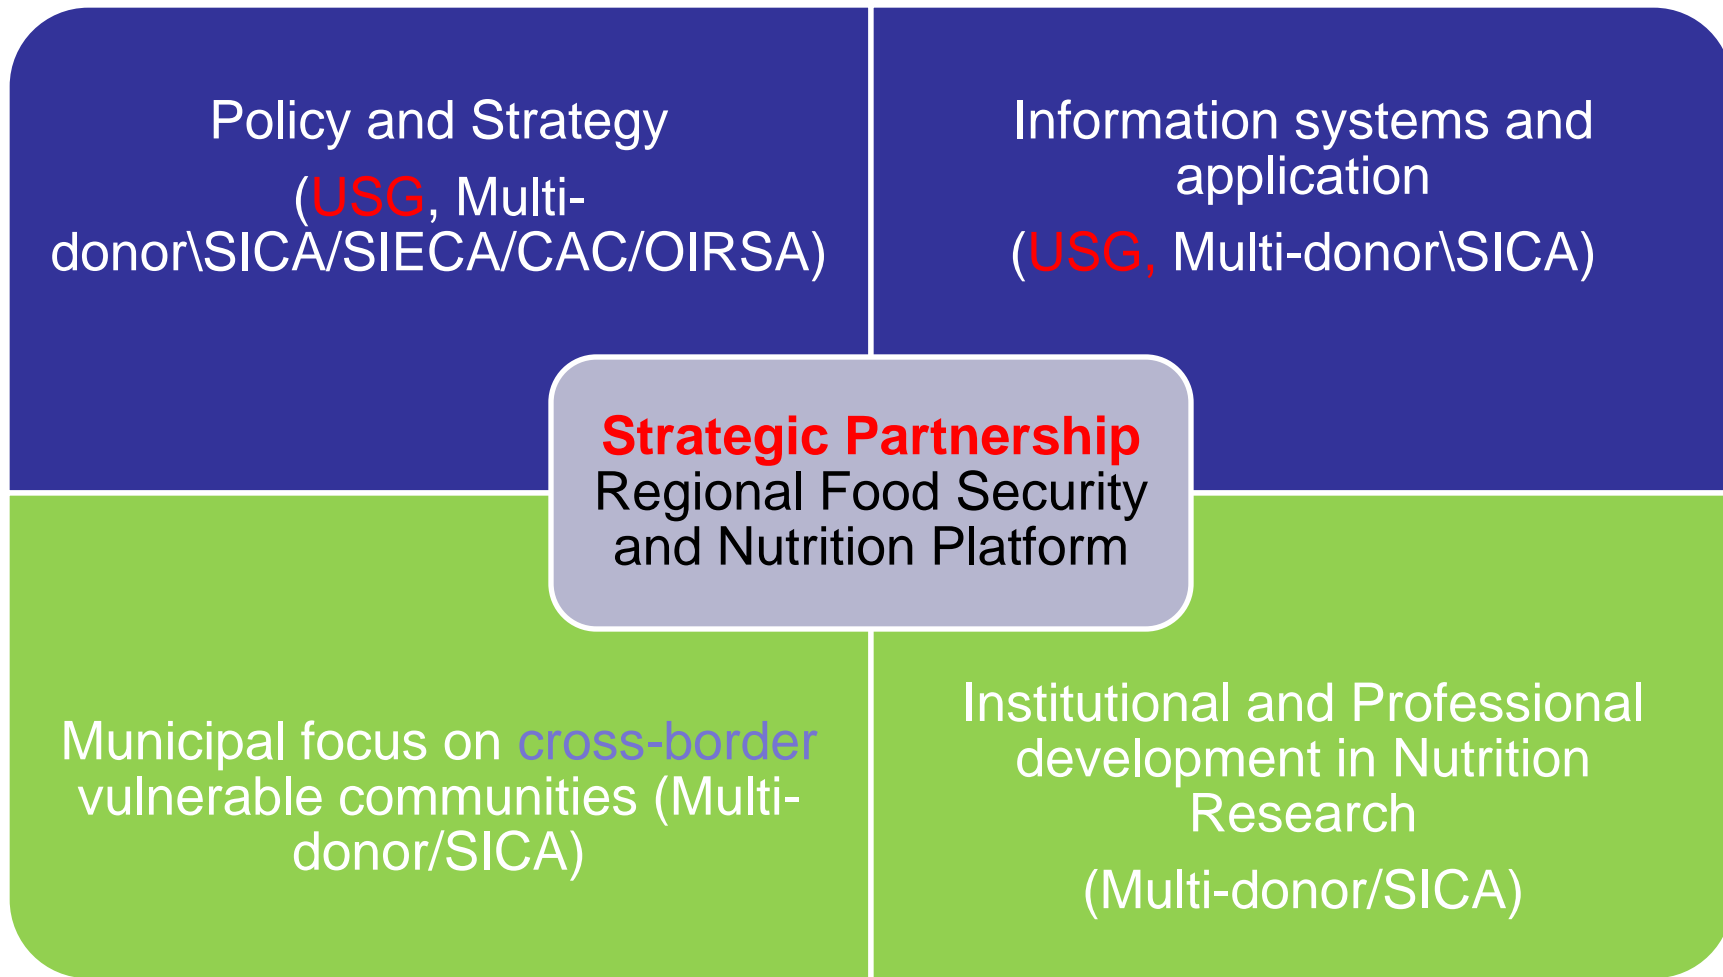 Policy and Strategy
(USG, Multi-
donor\SICA/SIECA/CAC/OIRSA)
Information systems and
application
(USG, Multi-donor\SICA)
Strategic Partnership
Regional Food Security
and Nutrition Platform
Municipal focus on cross-border
vulnerable communities (Multi-
donor/SICA)
Institutional and Professional
development in Nutrition
Research
(Multi-donor/SICA)